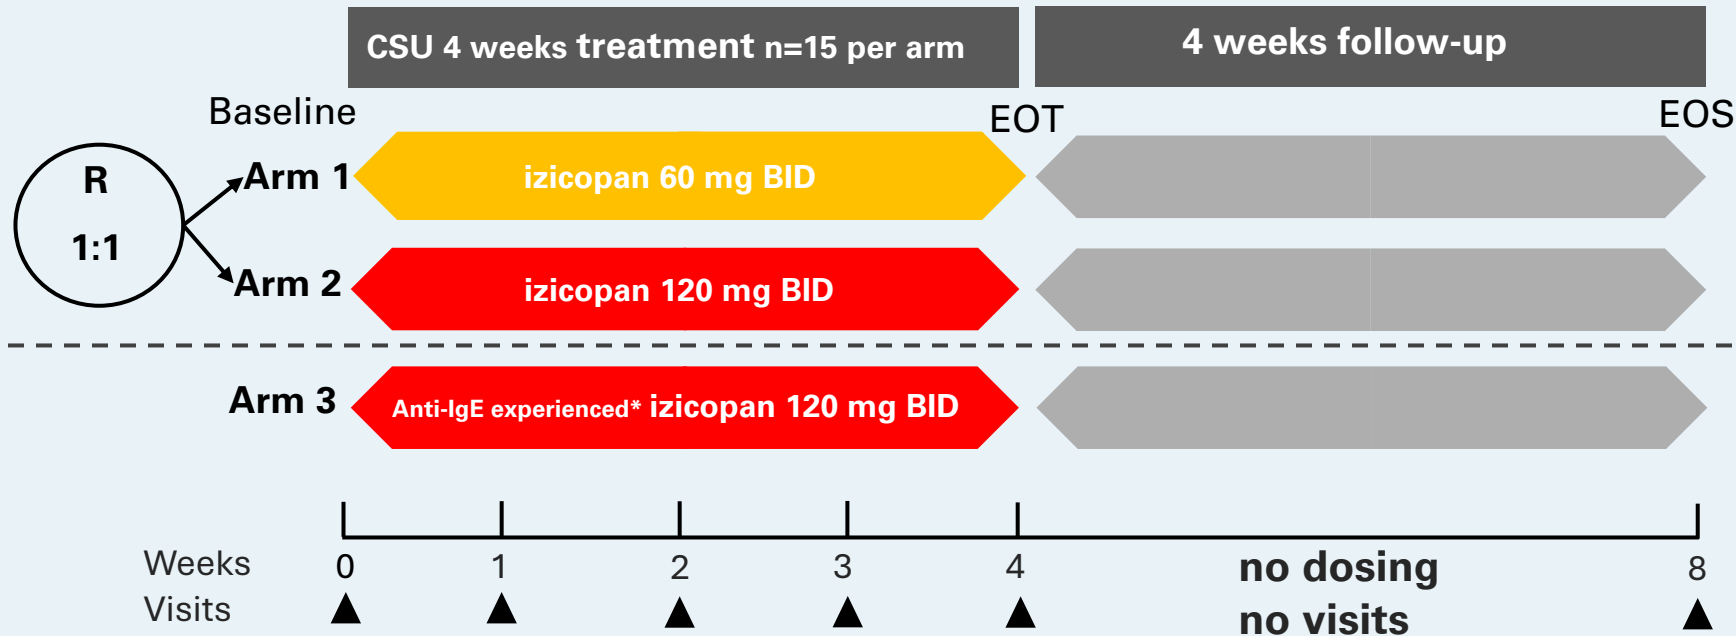 CSU 4 weeks treatment n=15 per arm
4 weeks follow-up
Baseline
EOT
EOS
R
1:1
Arm 1
izicopan 60 mg BID
Arm 2
izicopan 120 mg BID
Arm 3
Anti-IgE experienced* izicopan 120 mg BID
Weeks 0 1 2 3 4 no dosing 8
Visits no visits